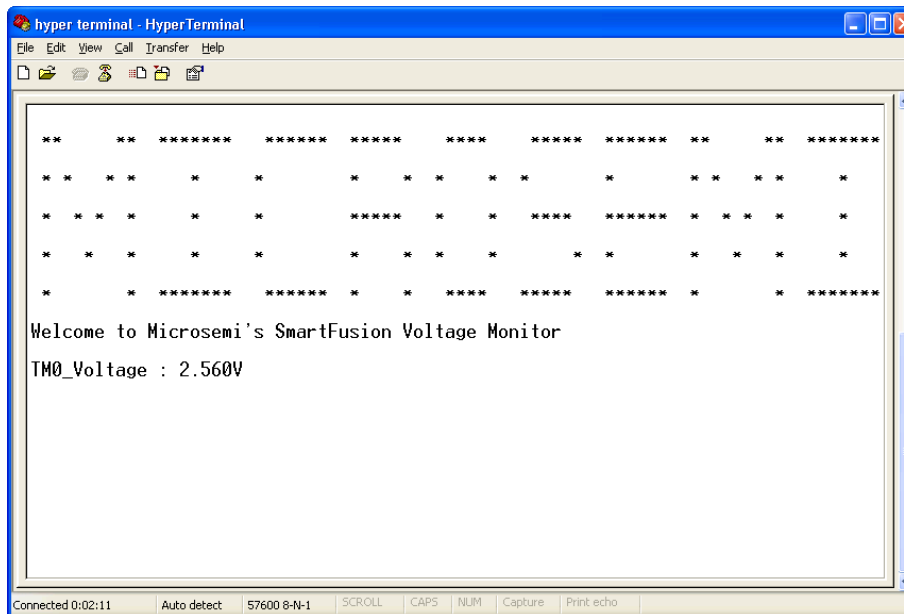 hyper terminal - HyperTerminal
File Edit View Call Transfer Help
** ** ******* ****** ***** **** ***** ****** ** ** *******
* * * * * * * * * * * * * * * * *
* * * * * * ***** * * **** ****** * * * * *
* * * * * * * * * * * * * * *
* * ******* ****** * * **** ***** ****** * * *******
Welcome to Microsemi's SmartFusion Voltage Monitor
TM0_Voltage : 2.560V
Connected 0:02:11 Auto detect 57600 8-N-1 SCROLL CAPS NUM Capture Print echo